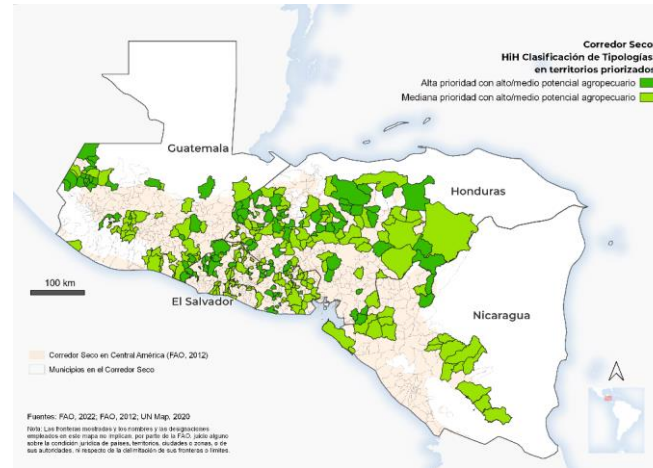 Corredor Seco
HiH Clasificación de Tipologías
en territorios priorizados
Alta prioridad con alto/medio potencial agropecuario
Mediana prioridad con alto/medio potencial agropecuario
Guatemala
Honduras
100 km
El Salvador
Nicaragua
Corredor Seco en Central América (FAO, 2012)
Municipios en el Corredor Seco
Fuentes: FAO, 2022; FAO, 2012; UN Map, 2020
Nota: Las fronteras mostradas y los nombres y las designaciones
empleados en este mapa no implican, por parte de la FAO, juicio alguno
sobre la condición jurídica de países, territorios, ciudades o zonas, o de
sus autoridades, ni respecto de la delimitación de sus fronteras o límites.